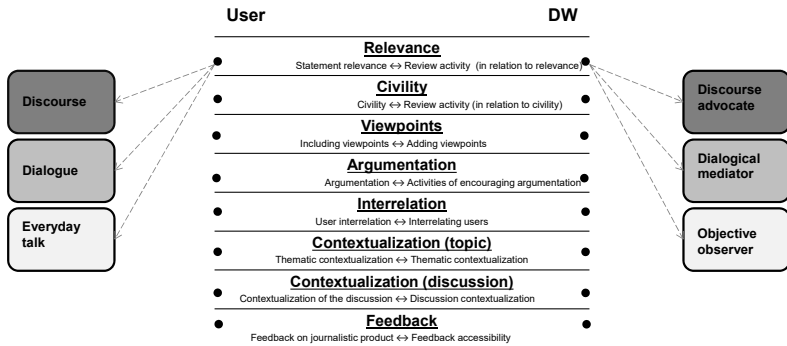 User
DW
Relevance
Statement relevance ↔ Review activity (in relation to relevance)
Civility
Civility ↔ Review activity (in relation to civility)
Viewpoints
Including viewpoints ↔ Adding viewpoints
Argumentation
Argumentation ↔ Activities of encouraging argumentation
Interrelation
User interrelation ↔ Interrelating users
Contextualization (topic)
Thematic contextualization ↔ Thematic contextualization
Contextualization (discussion)
Contextualization of the discussion ↔ Discussion contextualization
Feedback
Feedback on journalistic product ↔ Feedback accessibility
Discourse
Dialogue
Everyday
talk
Discourse
advocate
Dialogical
mediator
Objective
observer